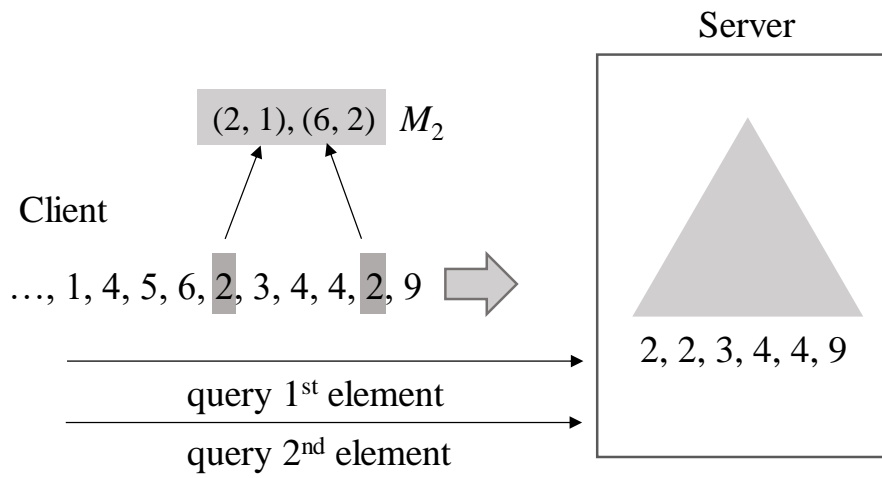 Server
(2, 1), (6, 2) M₂
Client
…, 1, 4, 5, 6, 2, 3, 4, 4, 2, 9
2, 2, 3, 4, 4, 9
query 1ˢᵗ element
query 2ⁿᵈ element